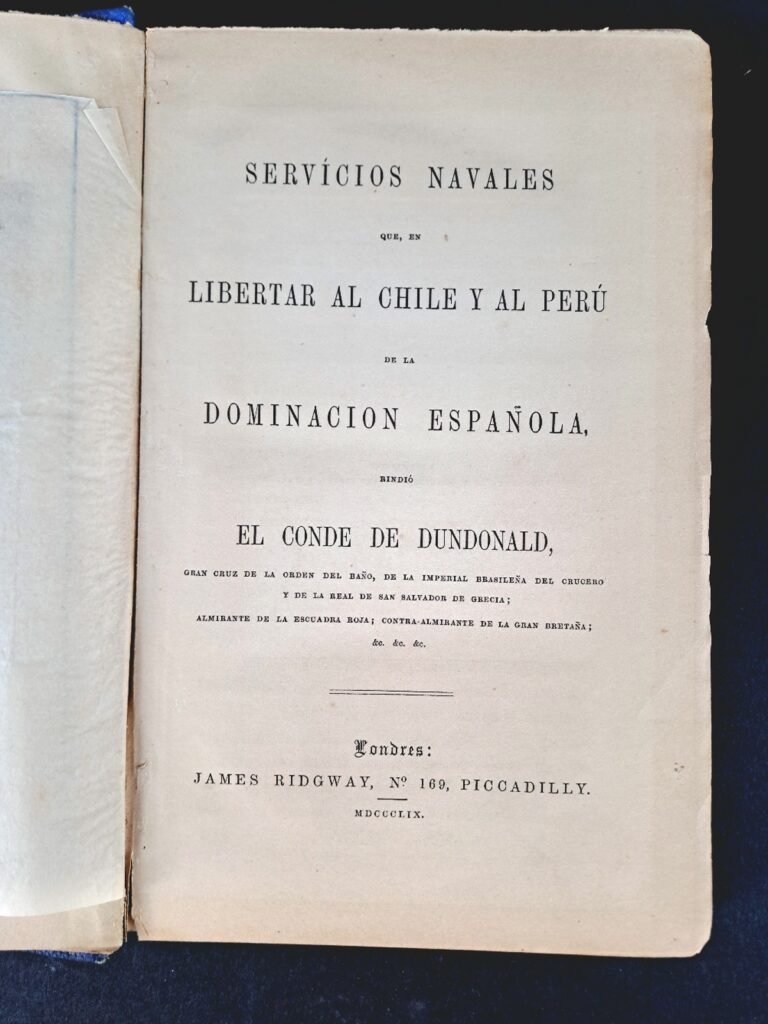 SERVÍCIOS NAVALES
QUE, EN
LIBERTAR AL CHILE Y AL PERÚ
DE LA
DOMINACION ESPAÑOLA,
RINDIÓ
EL CONDE DE DUNDONALD,
GRAN CRUZ DE LA ORDEN DEL BAÑO, DE LA IMPERIAL BRASILEÑA DEL CRUCERO
Y DE LA REAL DE SAN SALVADOR DE GRECIA;
ALMIRANTE DE LA ESCUADRA ROJA; CONTRA-ALMIRANTE DE LA GRAN BRETAÑA;
&c. &c. &c.
Londres:
JAMES RIDGWAY, Nº 169, PICCADILLY.
MDCCCLIX.